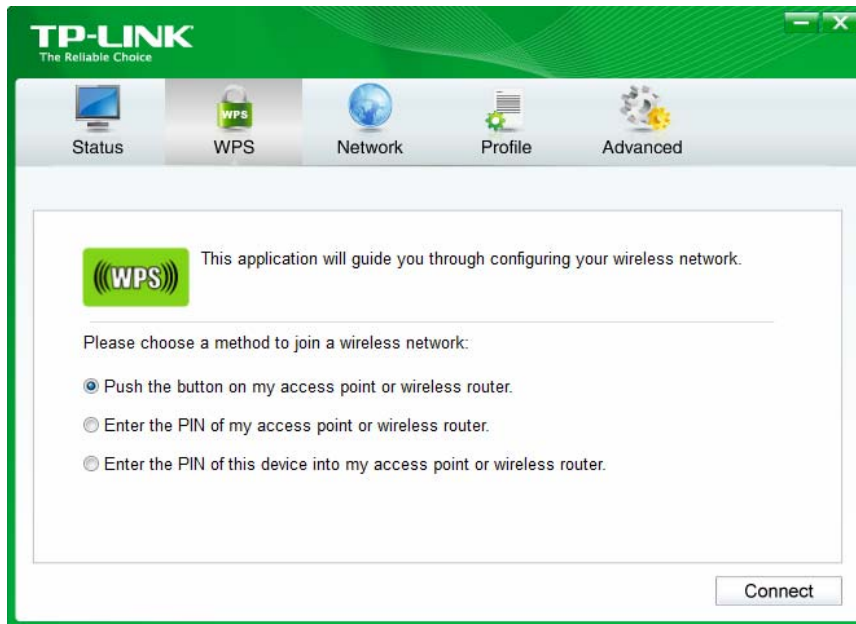 TP-LINK
The Reliable Choice
WPS
Status
WPS
Network
Profile
Advanced
WPS
This application will guide you through configuring your wireless network.
Please choose a method to join a wireless network:
Push the button on my access point or wireless router.
Enter the PIN of my access point or wireless router.
Enter the PIN of this device into my access point or wireless router.
Connect